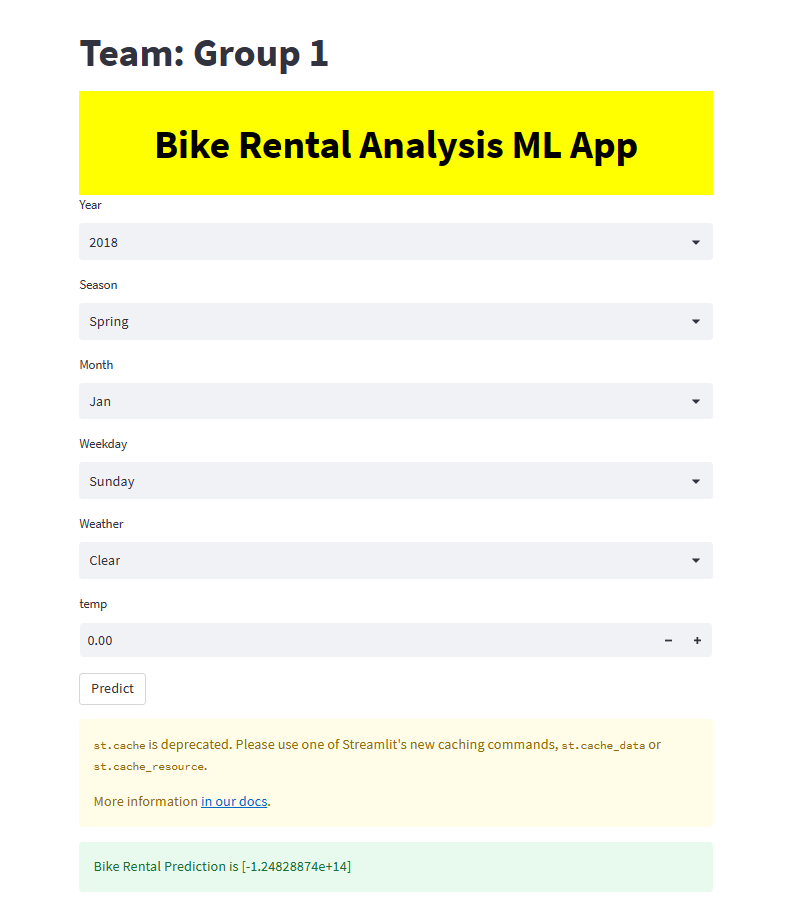 Team: Group 1
Bike Rental Analysis ML App
Year
2018
Season
Spring
Month
Jan
Weekday
Sunday
Weather
Clear
temp
0.00
Predict
st.cache is deprecated. Please use one of Streamlit's new caching commands, st.cache_data or
st.cache_resource.
More information in our docs.
Bike Rental Prediction is [-1.24828874e+14]